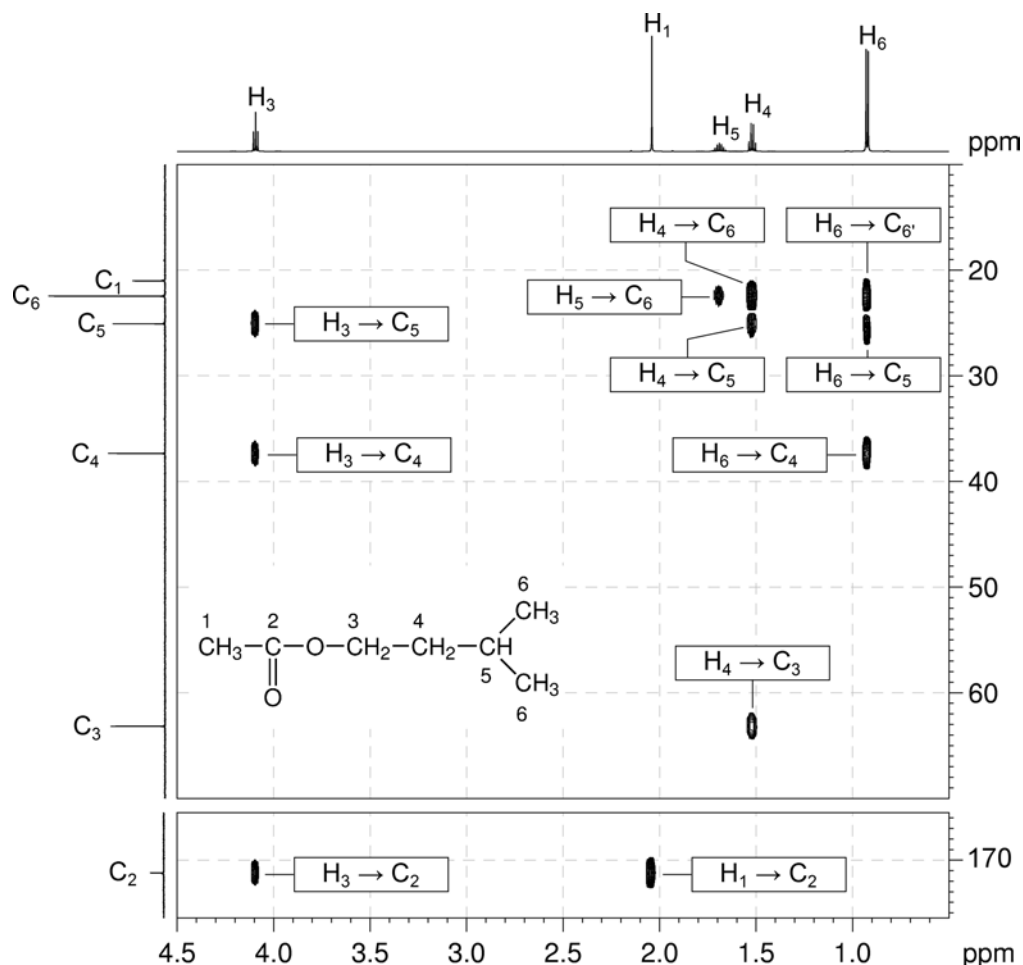 H₁
H₆
H₃
H₄
H₅
ppm
H₄ → C₆
H₆ → C₆'
C₁
20
C₆
H₅ → C₆
C₅
H₃ → C₅
H₄ → C₅
H₆ → C₅
30
C₄
H₃ → C₄
H₆ → C₄
40
50
6
1 2 3 4 CH₃
CH₃–C–O–CH₂–CH₂–CH
5
O CH₃
6
H₄ → C₃
60
C₃
170
C₂
H₃ → C₂
H₁ → C₂
4.5 4.0 3.5 3.0 2.5 2.0 1.5 1.0 ppm